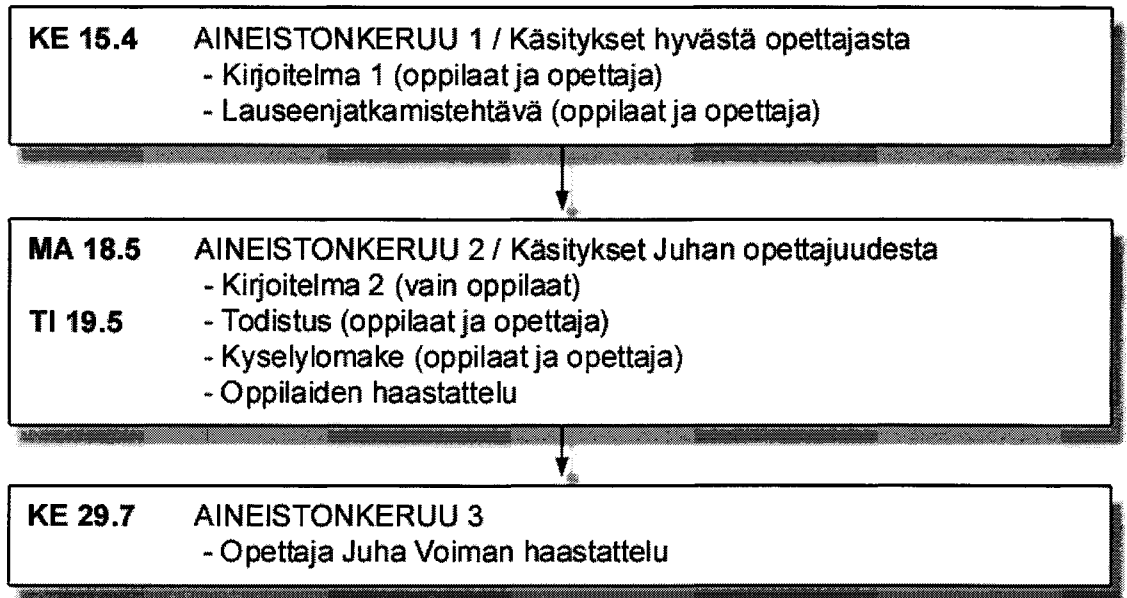 KE 15.4 AINEISTONKERUU 1 / Käsitykset hyvästä opettajasta
- Kirjoitelma 1 (oppilaat ja opettaja)
- Lauseenjatkamistehtävä (oppilaat ja opettaja)
MA 18.5 AINEISTONKERUU 2 / Käsitykset Juhan opettajuudesta
- Kirjoitelma 2 (vain oppilaat)
TI 19.5 - Todistus (oppilaat ja opettaja)
- Kyselylomake (oppilaat ja opettaja)
- Oppilaiden haastattelu
KE 29.7 AINEISTONKERUU 3
- Opettaja Juha Voiman haastattelu